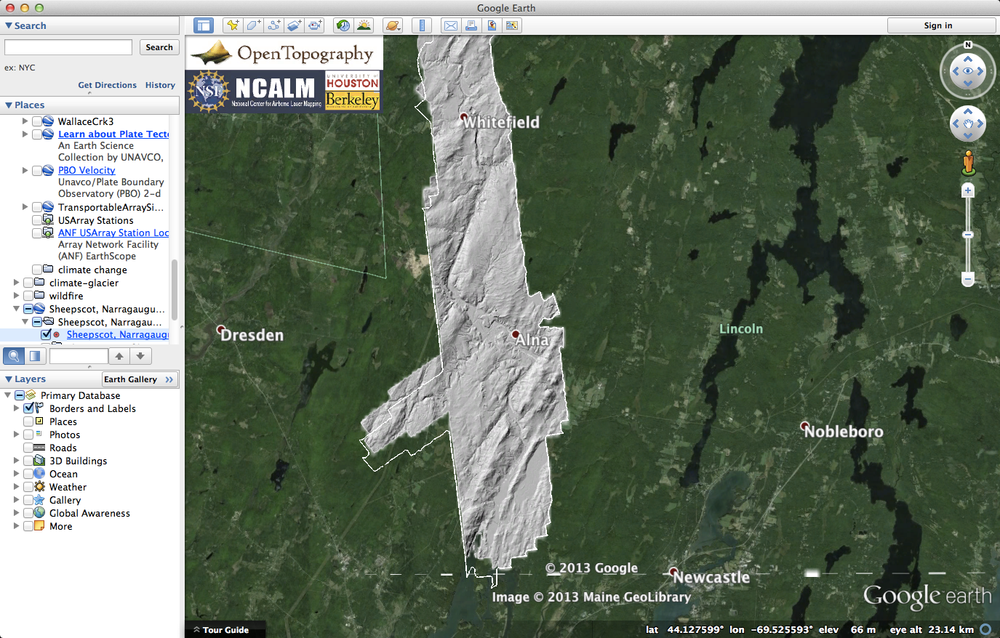 Google Earth
Search
Search
ex: NYC
Get Directions
History
Places
WallaceCrk3
Learn about Plate Tect
An Earth Science
Collection by UNAVCO,
PBO Velocity
Unavco/Plate Boundary
Observatory (PBO) 2-d
TransportableArraySi...
USArray Stations
ANF USArray Station Loc
Array Network Facility
(ANF) EarthScope
climate change
climate-glacier
wildfire
Sheepscot, Narragaugu...
Sheepscot, Narragau...
Sheepscot, Narragaug
Layers
Earth Gallery >>
Primary Database
Borders and Labels
Places
Photos
Roads
3D Buildings
Ocean
Weather
Gallery
Global Awareness
More
Sign in
OpenTopography
NSF
NCALM
National Center for Airborne Laser Mapping
UNIVERSITY of
HOUSTON
Berkeley
N
Whitefield
Dresden
Alna
Lincoln
Nobleboro
Newcastle
© 2013 Google
Image © 2013 Maine GeoLibrary
Google earth
Tour Guide
lat 44.127599° lon -69.525593° elev 66 m eye alt 23.14 km